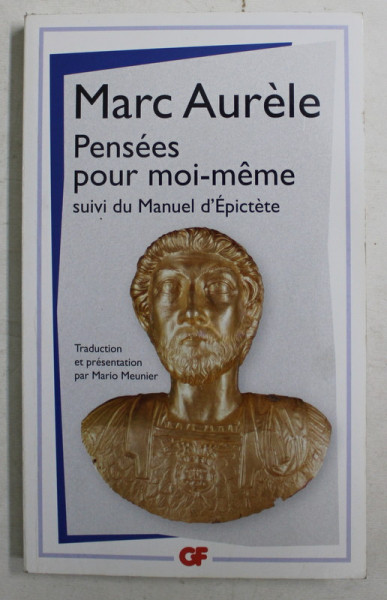 Marc Aurèle
Pensées
pour moi-même
suivi du Manuel d'Épictète
Traduction
et présentation
par Mario Meunier
GF